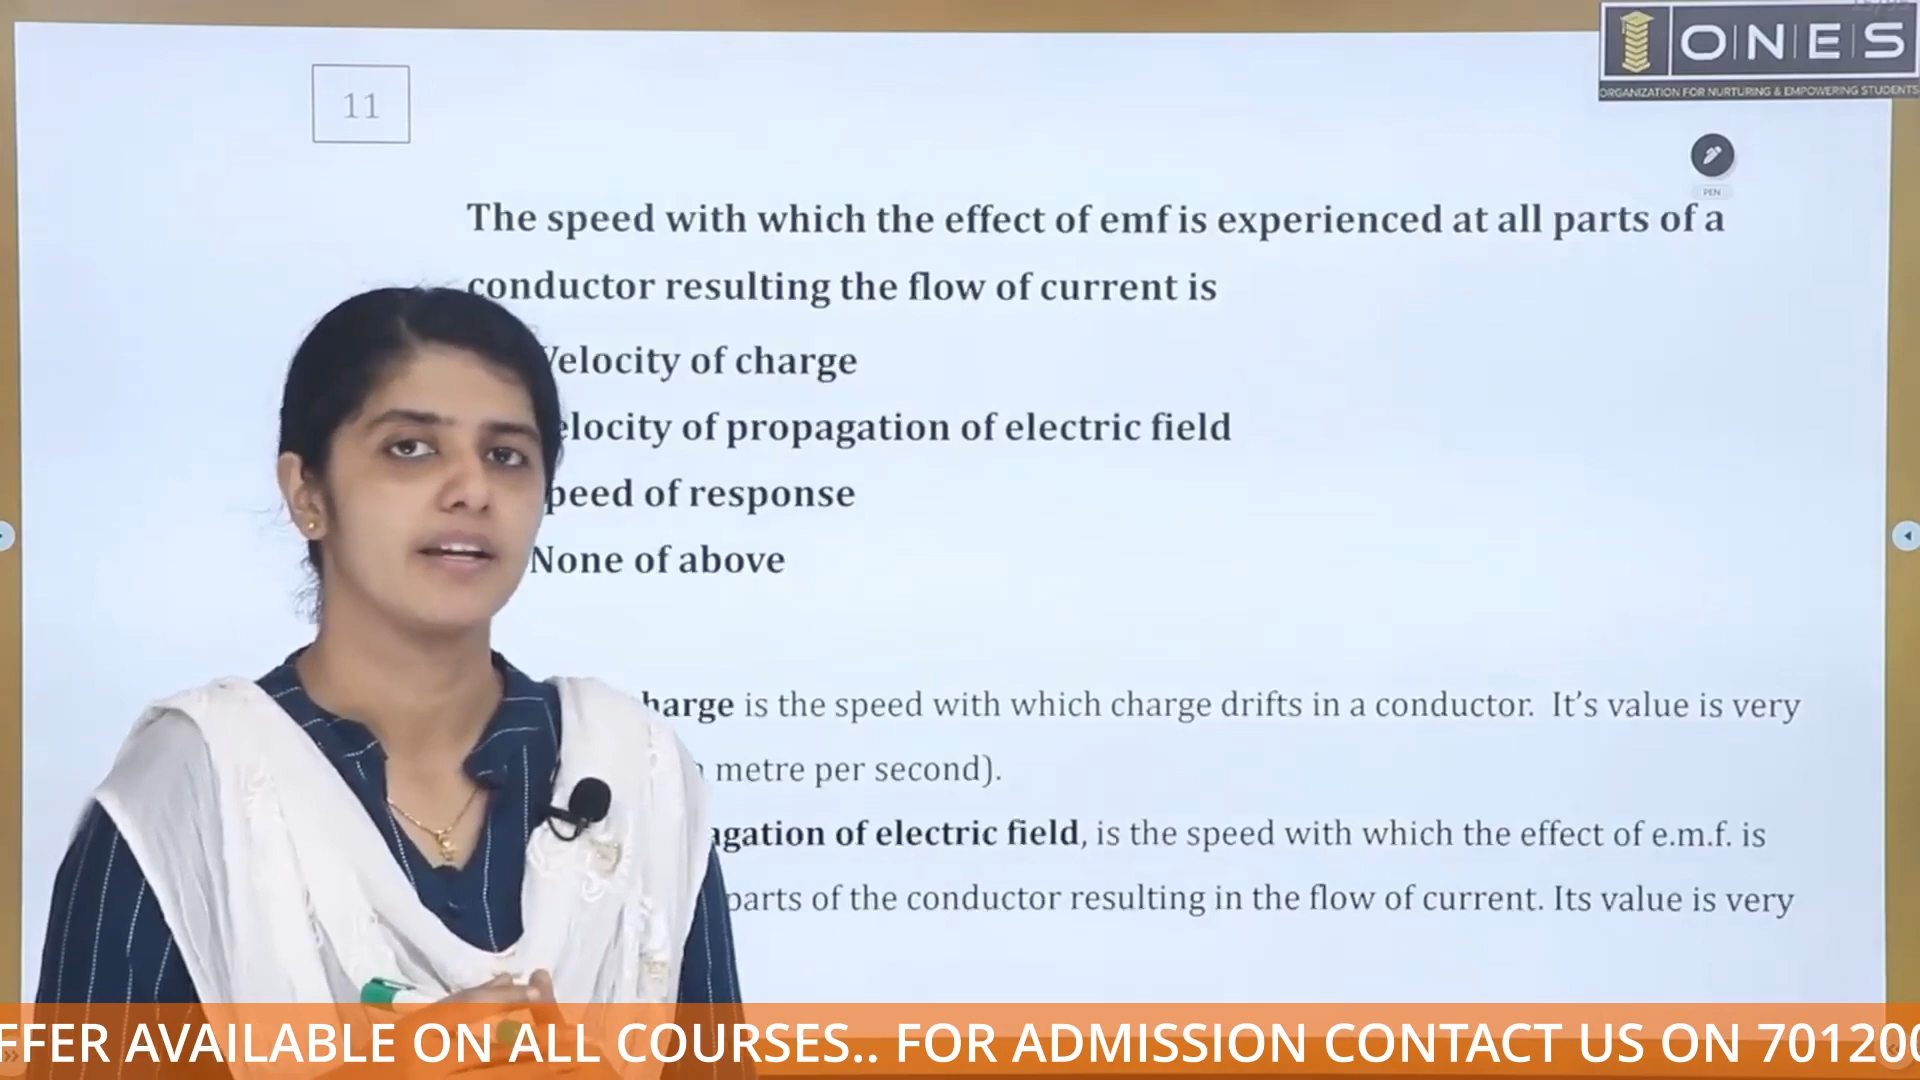 ONES
ORGANIZATION FOR NURTURING & EMPOWERING STUDENTS
11
PEN
The speed with which the effect of emf is experienced at all parts of a
conductor resulting the flow of current is
Velocity of charge
elocity of propagation of electric field
peed of response
None of above
harge is the speed with which charge drifts in a conductor. It's value is very
metre per second).
agation of electric field, is the speed with which the effect of e.m.f. is
parts of the conductor resulting in the flow of current. Its value is very
FFER AVAILABLE ON ALL COURSES.. FOR ADMISSION CONTACT US ON 701200